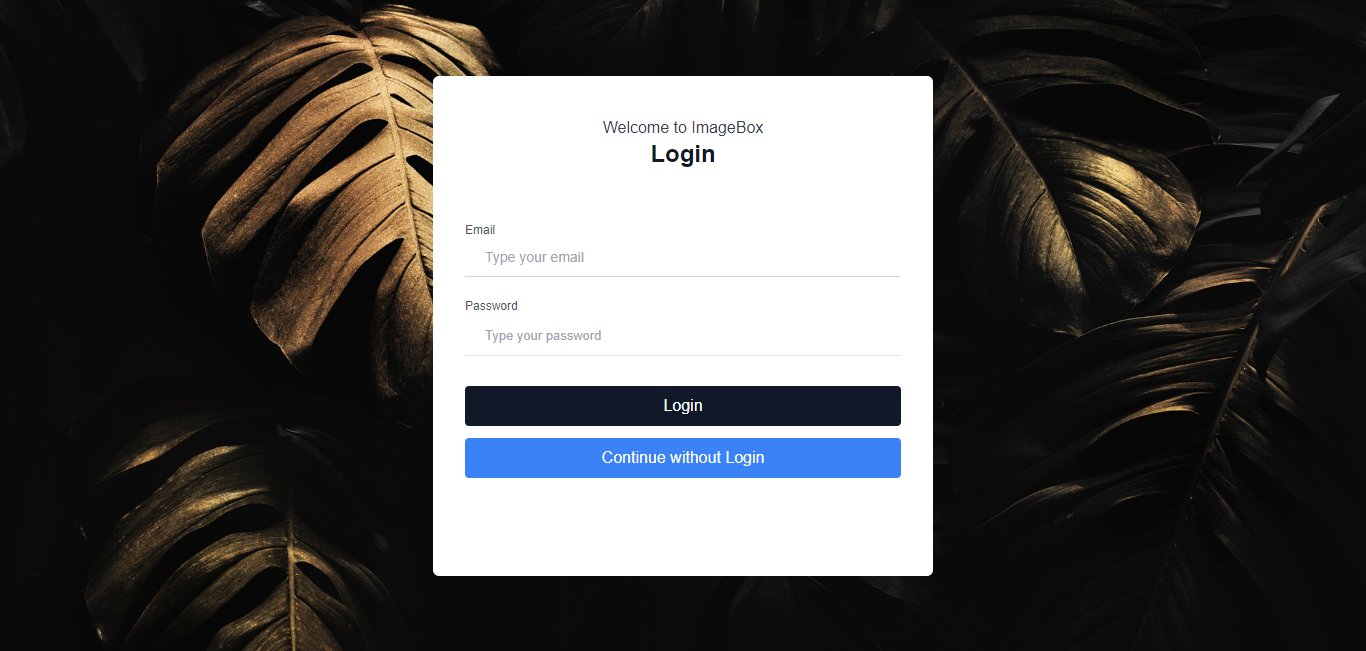 Welcome to ImageBox
Login
Email
Type your email
Password
Type your password
Login
Continue without Login